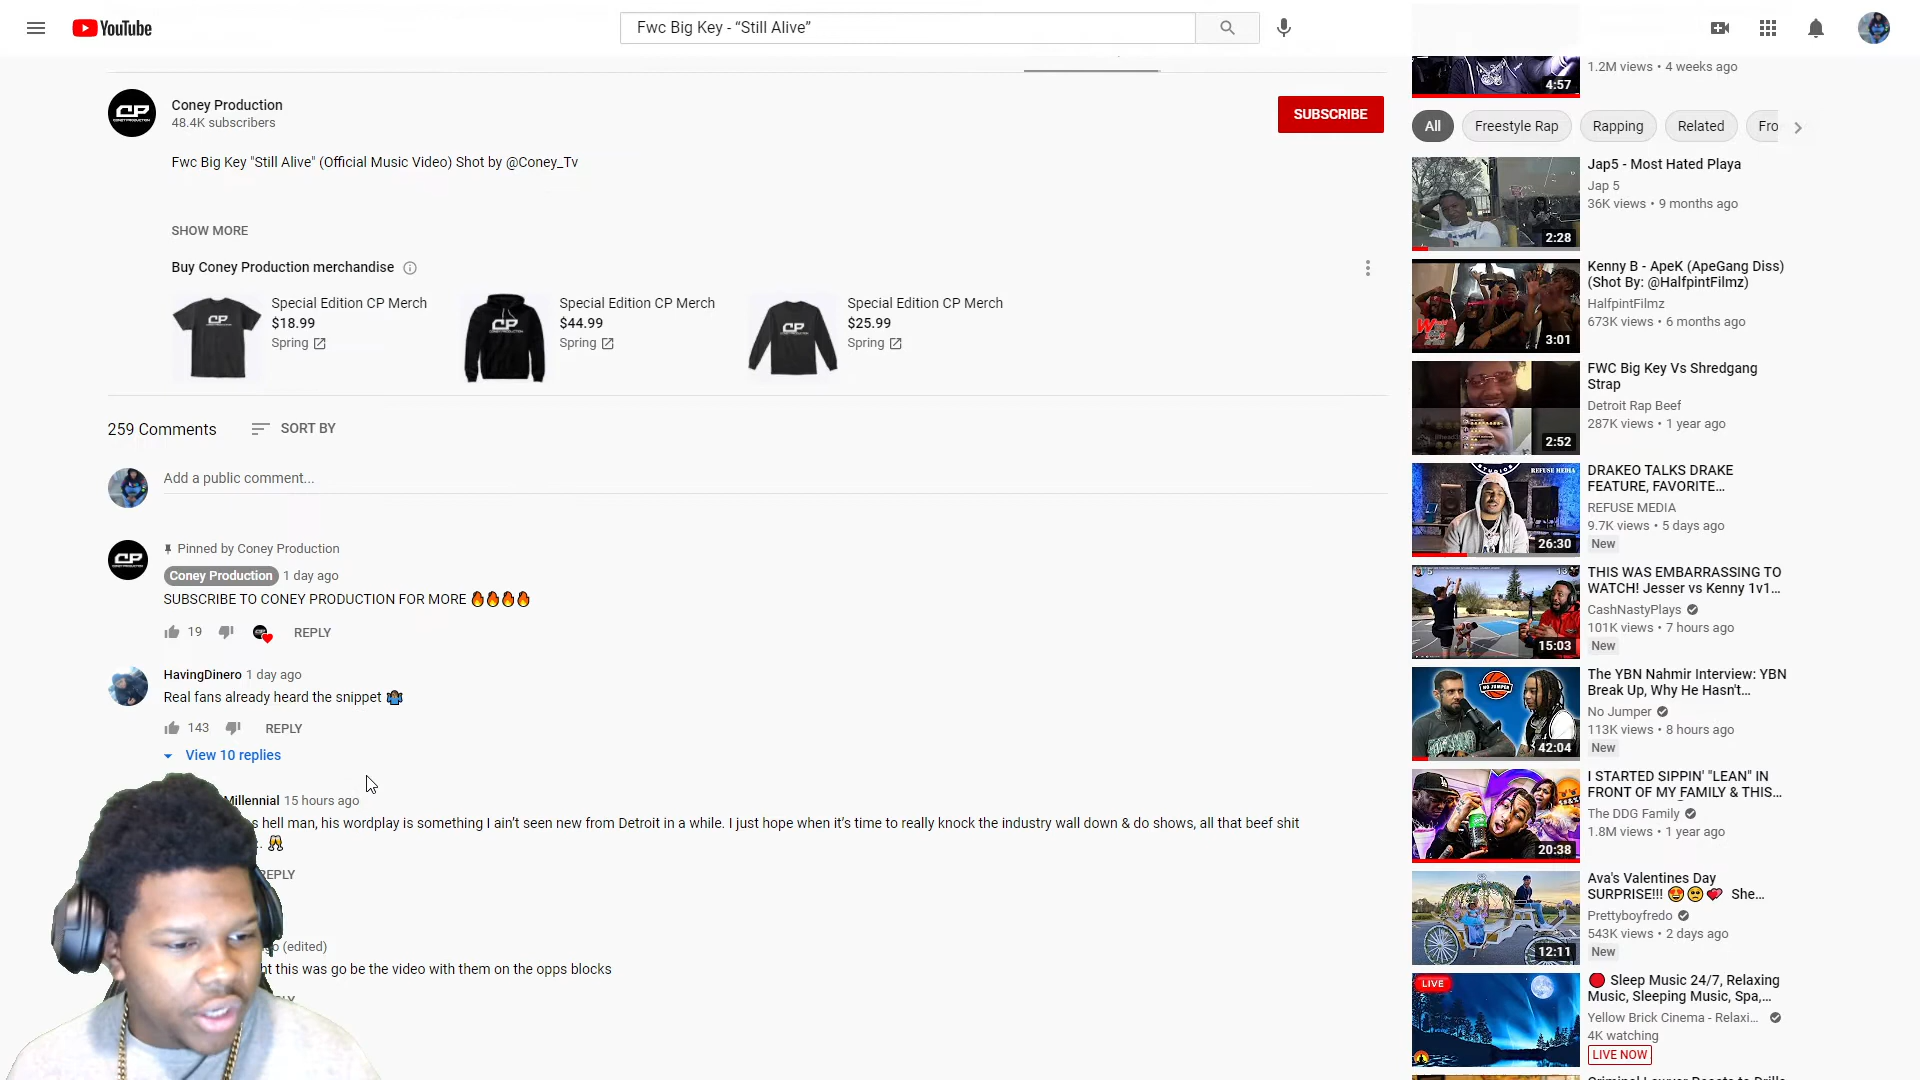 YouTube
Fwc Big Key - “Still Alive”
Coney Production
48.4K subscribers
SUBSCRIBE
Fwc Big Key "Still Alive" (Official Music Video) Shot by @Coney_Tv
SHOW MORE
Buy Coney Production merchandise
CP
Special Edition CP Merch
$18.99
Spring
CP
Special Edition CP Merch
$44.99
Spring
CP
Special Edition CP Merch
$25.99
Spring
259 Comments
SORT BY
Add a public comment...
CP
CONEY PRODUCTION
Pinned by Coney Production
Coney Production 1 day ago
SUBSCRIBE TO CONEY PRODUCTION FOR MORE 🔥🔥🔥🔥
19 REPLY
HavingDinero 1 day ago
Real fans already heard the snippet 🤷🏾‍♂️
143 REPLY
View 10 replies
Millennial 15 hours ago
s hell man, his wordplay is something I ain’t seen new from Detroit in a while. I just hope when it’s time to really knock the industry wall down & do shows, all that beef shit
. 🥂
REPLY
(edited)
this was go be the video with them on the opps blocks
4:57
1.2M views • 4 weeks ago
All
Freestyle Rap
Rapping
Related
Fro
2:28
Jap5 - Most Hated Playa
Jap 5
36K views • 9 months ago
3:01
Kenny B - ApeK (ApeGang Diss)
(Shot By: @HalfpintFilmz)
HalfpintFilmz
673K views • 6 months ago
2:52
FWC Big Key Vs Shredgang
Strap
Detroit Rap Beef
287K views • 1 year ago
REFUSE MEDIA
26:30
DRAKEO TALKS DRAKE
FEATURE, FAVORITE…
REFUSE MEDIA
9.7K views • 5 days ago
New
15:03
THIS WAS EMBARRASSING TO
WATCH! Jesser vs Kenny 1v1…
CashNastyPlays
101K views • 7 hours ago
New
NO JUMPER
42:04
The YBN Nahmir Interview: YBN
Break Up, Why He Hasn't…
No Jumper
113K views • 8 hours ago
New
20:38
I STARTED SIPPIN' "LEAN" IN
FRONT OF MY FAMILY & THIS…
The DDG Family
1.8M views • 1 year ago
12:11
Ava's Valentines Day
SURPRISE!!! 🤩🥺💝 She…
Prettyboyfredo
543K views • 2 days ago
New
LIVE
🔴 Sleep Music 24/7, Relaxing
Music, Sleeping Music, Spa,…
Yellow Brick Cinema - Relaxi…
4K watching
LIVE NOW